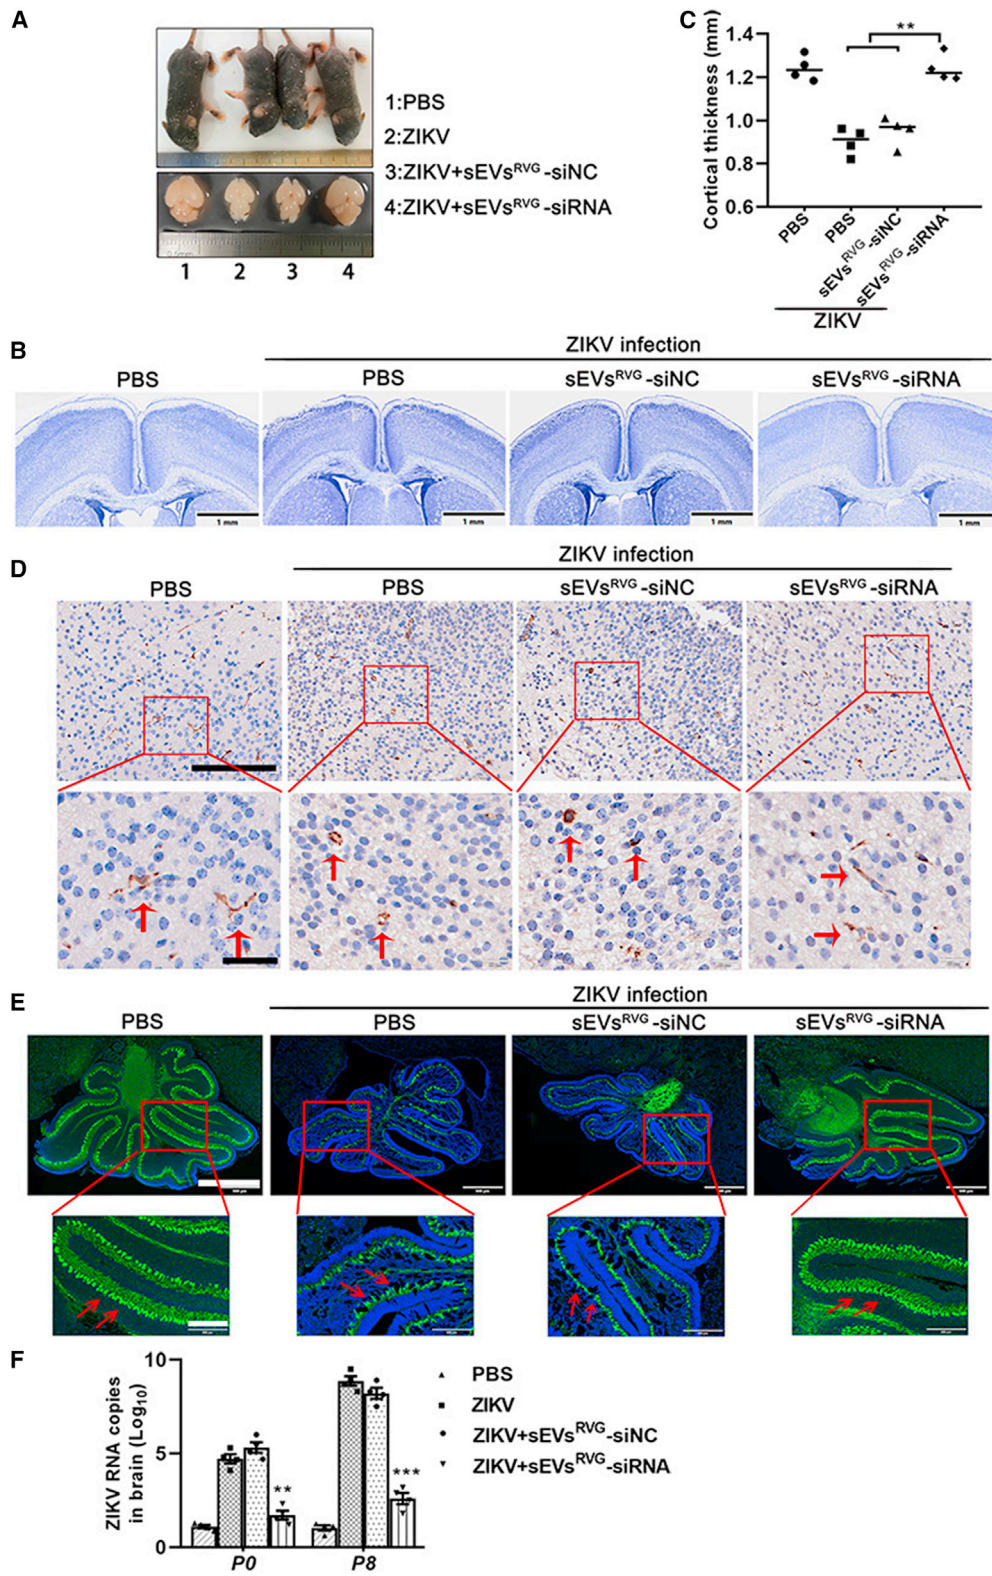 A
1:PBS
2:ZIKV
3:ZIKV+sEVsRVG-siNC
4:ZIKV+sEVsRVG-siRNA
1 2 3 4
C
Cortical thickness (mm)
1.4
1.2
1.0
0.8
0.6
**
PBS
PBS
sEVsRVG-siNC
sEVsRVG-siRNA
ZIKV
B
ZIKV infection
PBS PBS sEVsRVG-siNC sEVsRVG-siRNA
1 mm 1 mm 1 mm 1 mm
D
ZIKV infection
PBS PBS sEVsRVG-siNC sEVsRVG-siRNA
E
ZIKV infection
PBS PBS sEVsRVG-siNC sEVsRVG-siRNA
F
ZIKV RNA copies
in brain (Log10)
10
5
0
** ***
P0 P8
PBS
ZIKV
ZIKV+sEVsRVG-siNC
ZIKV+sEVsRVG-siRNA